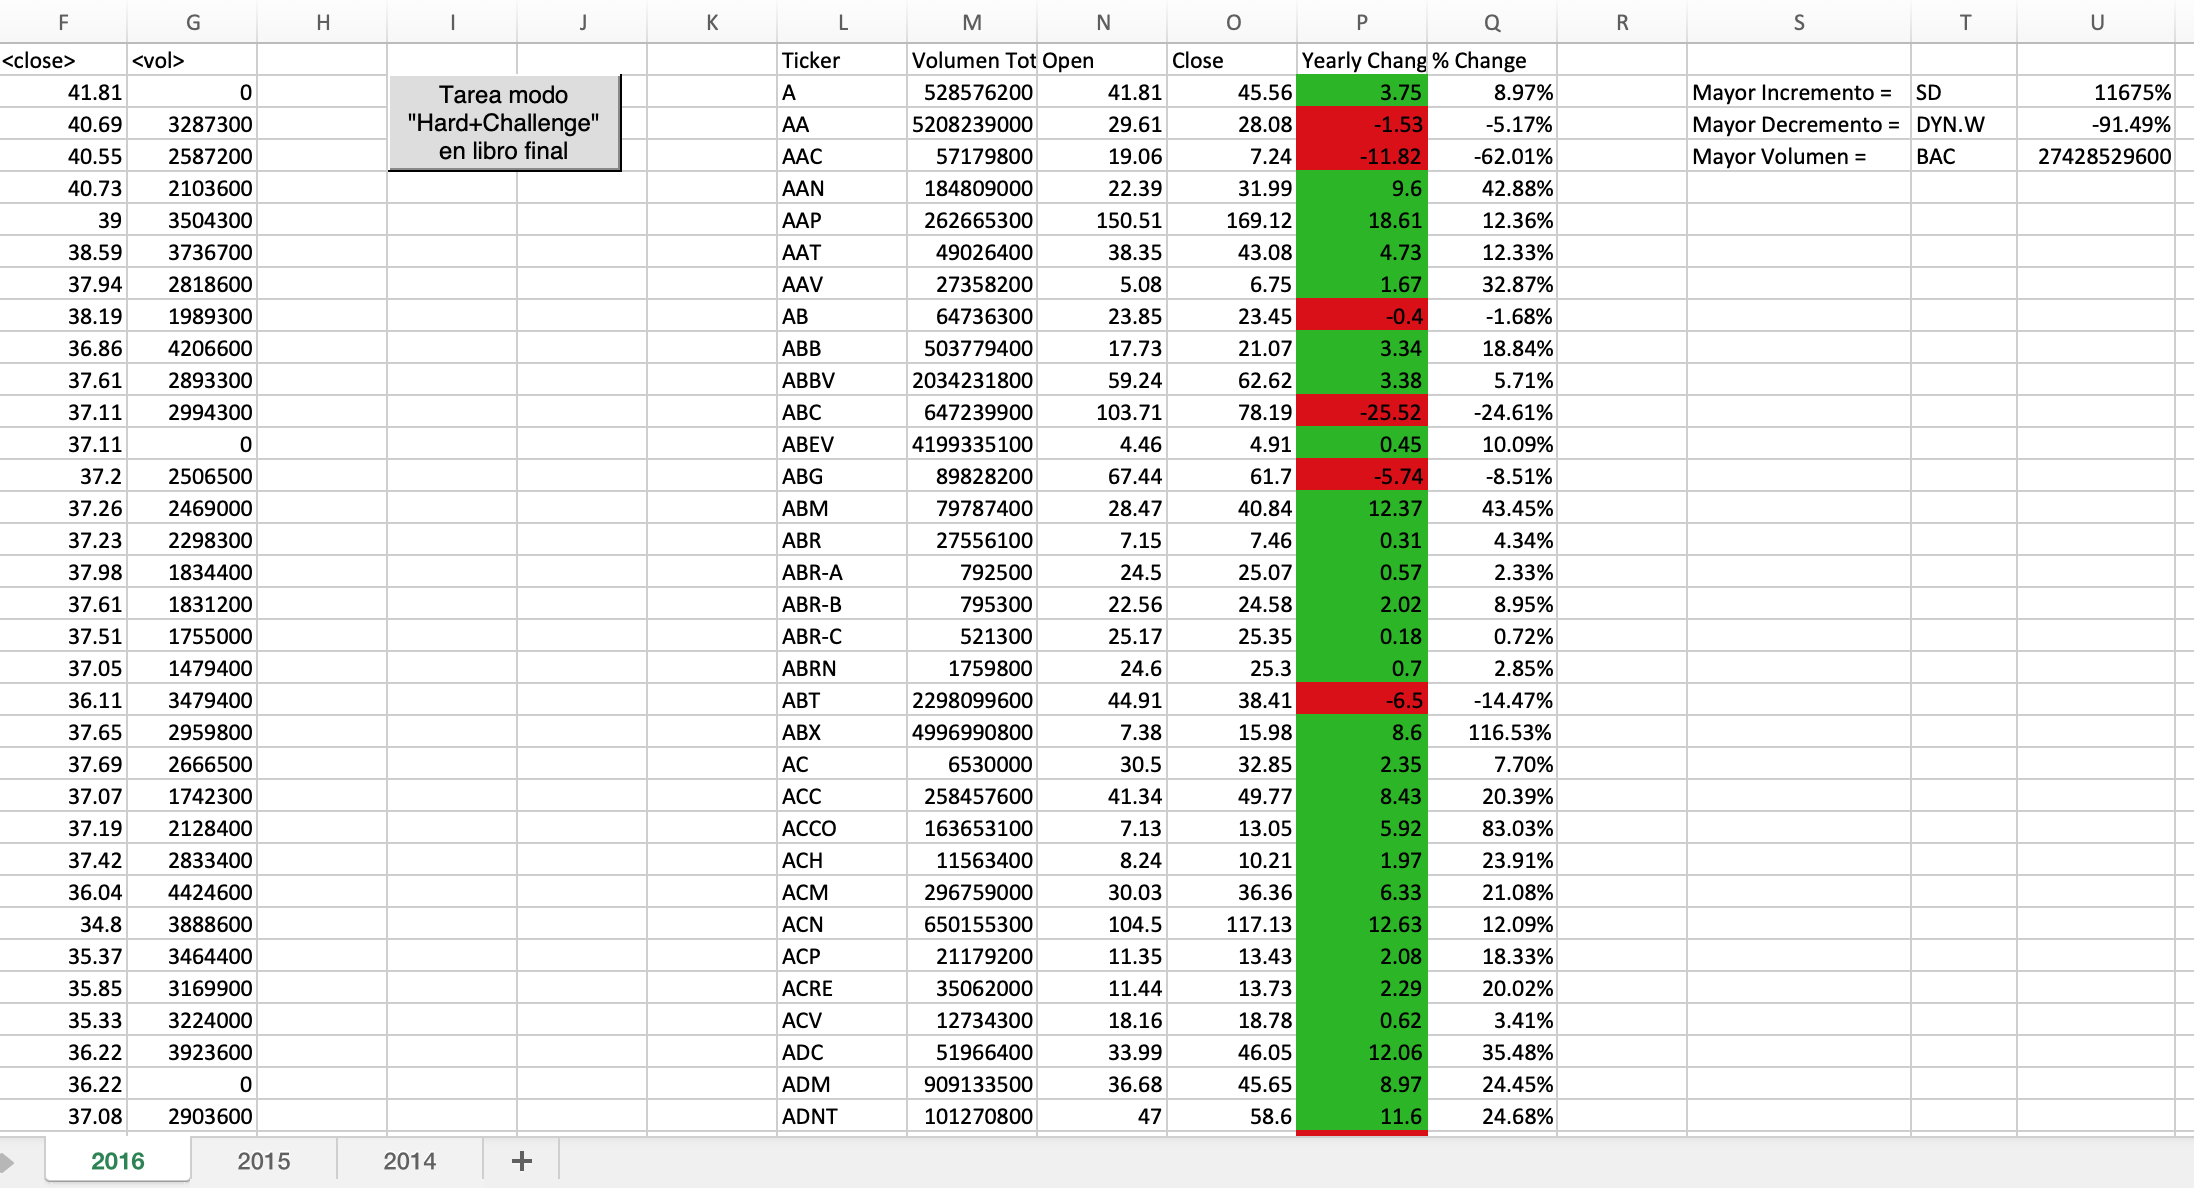 F G H I J K L M N O P Q R S T U
<close> <vol> Ticker Volumen Tot Open Close Yearly Chang % Change
41.81 0 A 528576200 41.81 45.56 3.75 8.97% Mayor Incremento = SD 11675%
40.69 3287300 AA 5208239000 29.61 28.08 -1.53 -5.17% Mayor Decremento = DYN.W -91.49%
40.55 2587200 AAC 57179800 19.06 7.24 -11.82 -62.01% Mayor Volumen = BAC 27428529600
Tarea modo
"Hard+Challenge"
en libro final
40.73 2103600 AAN 184809000 22.39 31.99 9.6 42.88%
39 3504300 AAP 262665300 150.51 169.12 18.61 12.36%
38.59 3736700 AAT 49026400 38.35 43.08 4.73 12.33%
37.94 2818600 AAV 27358200 5.08 6.75 1.67 32.87%
38.19 1989300 AB 64736300 23.85 23.45 -0.4 -1.68%
36.86 4206600 ABB 503779400 17.73 21.07 3.34 18.84%
37.61 2893300 ABBV 2034231800 59.24 62.62 3.38 5.71%
37.11 2994300 ABC 647239900 103.71 78.19 -25.52 -24.61%
37.11 0 ABEV 4199335100 4.46 4.91 0.45 10.09%
37.2 2506500 ABG 89828200 67.44 61.7 -5.74 -8.51%
37.26 2469000 ABM 79787400 28.47 40.84 12.37 43.45%
37.23 2298300 ABR 27556100 7.15 7.46 0.31 4.34%
37.98 1834400 ABR-A 792500 24.5 25.07 0.57 2.33%
37.61 1831200 ABR-B 795300 22.56 24.58 2.02 8.95%
37.51 1755000 ABR-C 521300 25.17 25.35 0.18 0.72%
37.05 1479400 ABRN 1759800 24.6 25.3 0.7 2.85%
36.11 3479400 ABT 2298099600 44.91 38.41 -6.5 -14.47%
37.65 2959800 ABX 4996990800 7.38 15.98 8.6 116.53%
37.69 2666500 AC 6530000 30.5 32.85 2.35 7.70%
37.07 1742300 ACC 258457600 41.34 49.77 8.43 20.39%
37.19 2128400 ACCO 163653100 7.13 13.05 5.92 83.03%
37.42 2833400 ACH 11563400 8.24 10.21 1.97 23.91%
36.04 4424600 ACM 296759000 30.03 36.36 6.33 21.08%
34.8 3888600 ACN 650155300 104.5 117.13 12.63 12.09%
35.37 3464400 ACP 21179200 11.35 13.43 2.08 18.33%
35.85 3169900 ACRE 35062000 11.44 13.73 2.29 20.02%
35.33 3224000 ACV 12734300 18.16 18.78 0.62 3.41%
36.22 3923600 ADC 51966400 33.99 46.05 12.06 35.48%
36.22 0 ADM 909133500 36.68 45.65 8.97 24.45%
37.08 2903600 ADNT 101270800 47 58.6 11.6 24.68%
2016 2015 2014 +